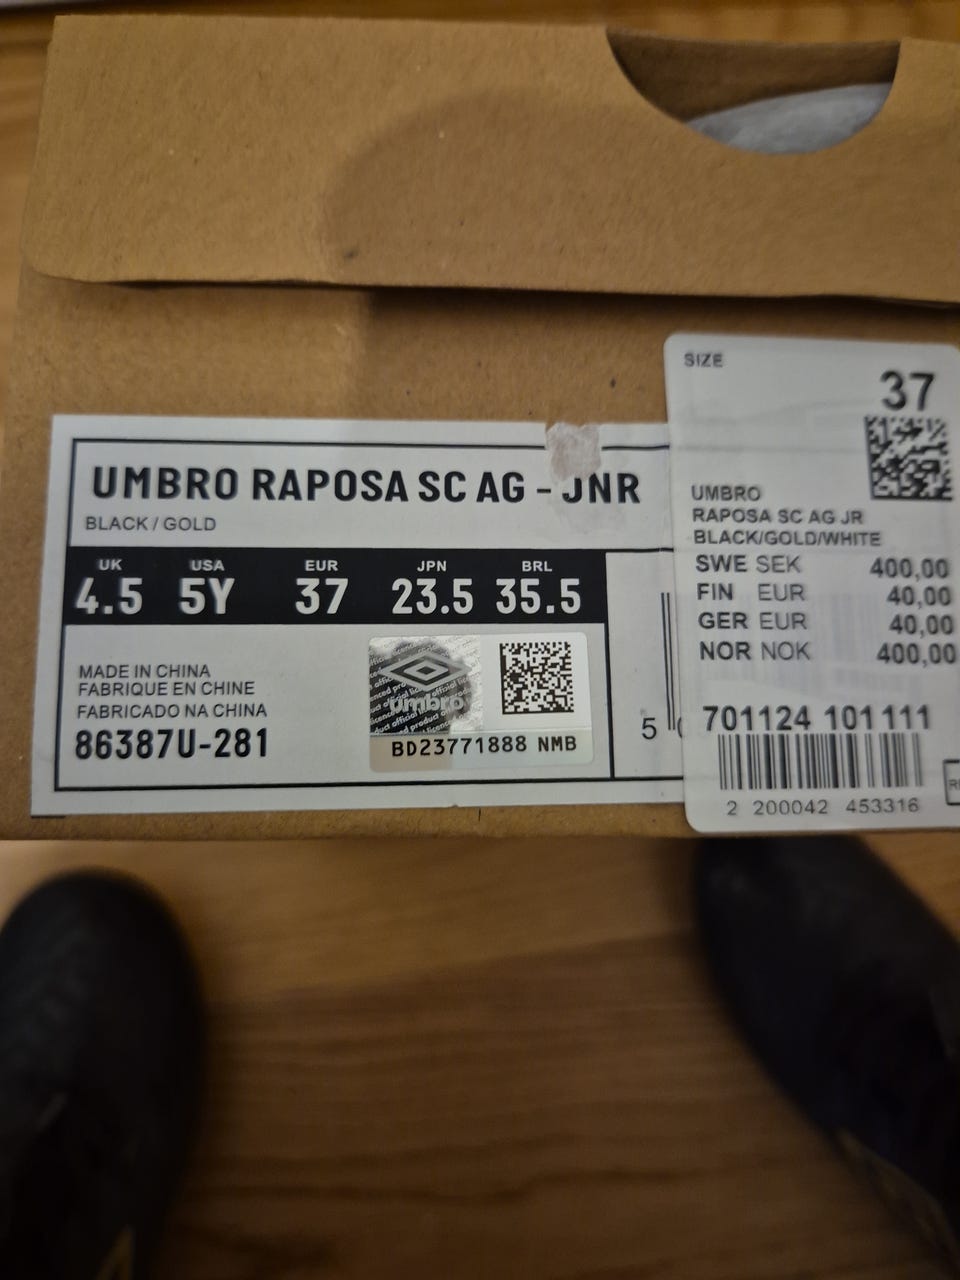 UMBRO RAPOSA SC AG - JNR
BLACK / GOLD
UK USA EUR JPN BRL
4.5 5Y 37 23.5 35.5
MADE IN CHINA
FABRIQUE EN CHINE
FABRICADO NA CHINA
86387U-281
umbro
BD23771888 NMB
5
SIZE
37
UMBRO
RAPOSA SC AG JR
BLACK/GOLD/WHITE
SWE SEK 400,00
FIN EUR 40,00
GER EUR 40,00
NOR NOK 400,00
701124 101111
2 200042 453316